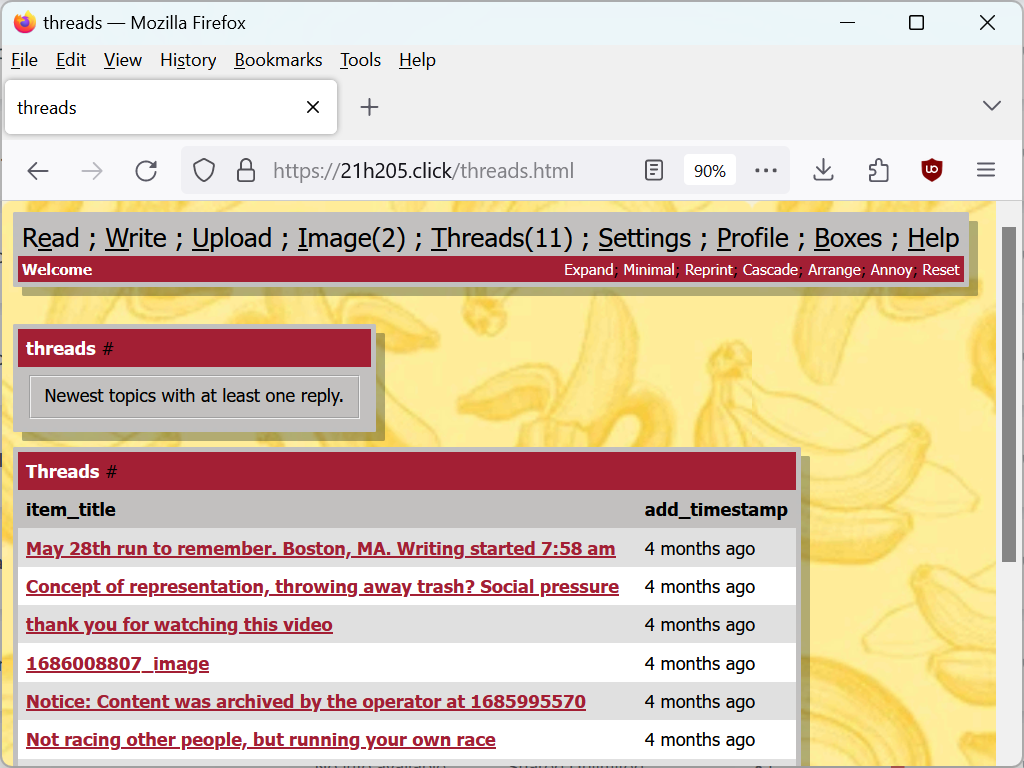 threads — Mozilla Firefox
File Edit View History Bookmarks Tools Help
threads
https://21h205.click/threads.html 90%
Read ; Write ; Upload ; Image(2) ; Threads(11) ; Settings ; Profile ; Boxes ; Help
Welcome Expand; Minimal; Reprint; Cascade; Arrange; Annoy; Reset
threads #
Newest topics with at least one reply.
Threads #
item_title add_timestamp
May 28th run to remember. Boston, MA. Writing started 7:58 am 4 months ago
Concept of representation, throwing away trash? Social pressure 4 months ago
thank you for watching this video 4 months ago
1686008807_image 4 months ago
Notice: Content was archived by the operator at 1685995570 4 months ago
Not racing other people, but running your own race 4 months ago